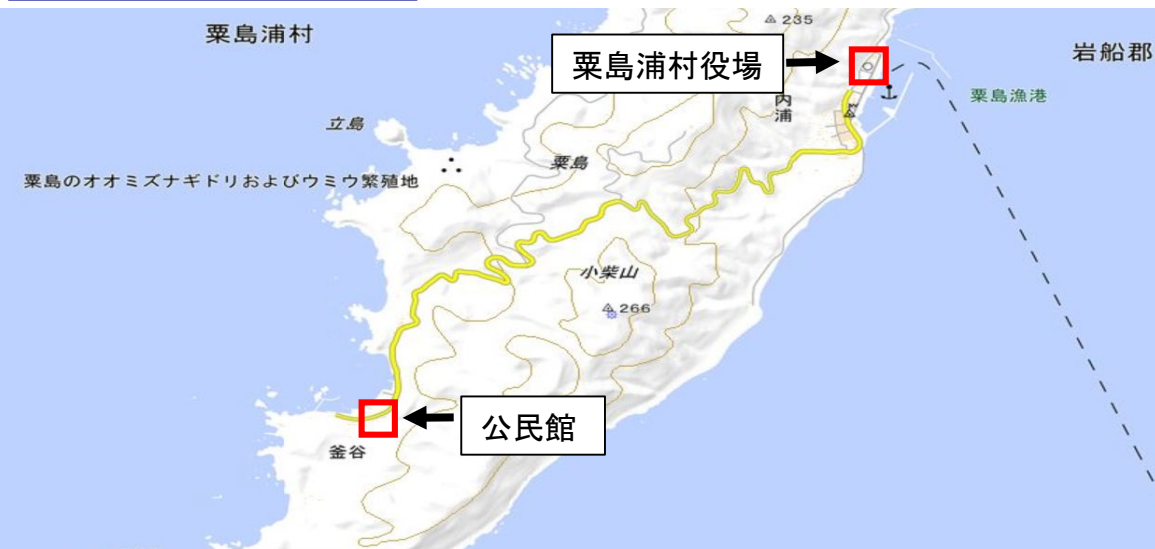 粟島浦村
235
粟島浦村役場
岩船郡
内浦
粟島漁港
立島
粟島
粟島のオオミズナギドリおよびウミウ繁殖地
小柴山
266
公民館
釜谷